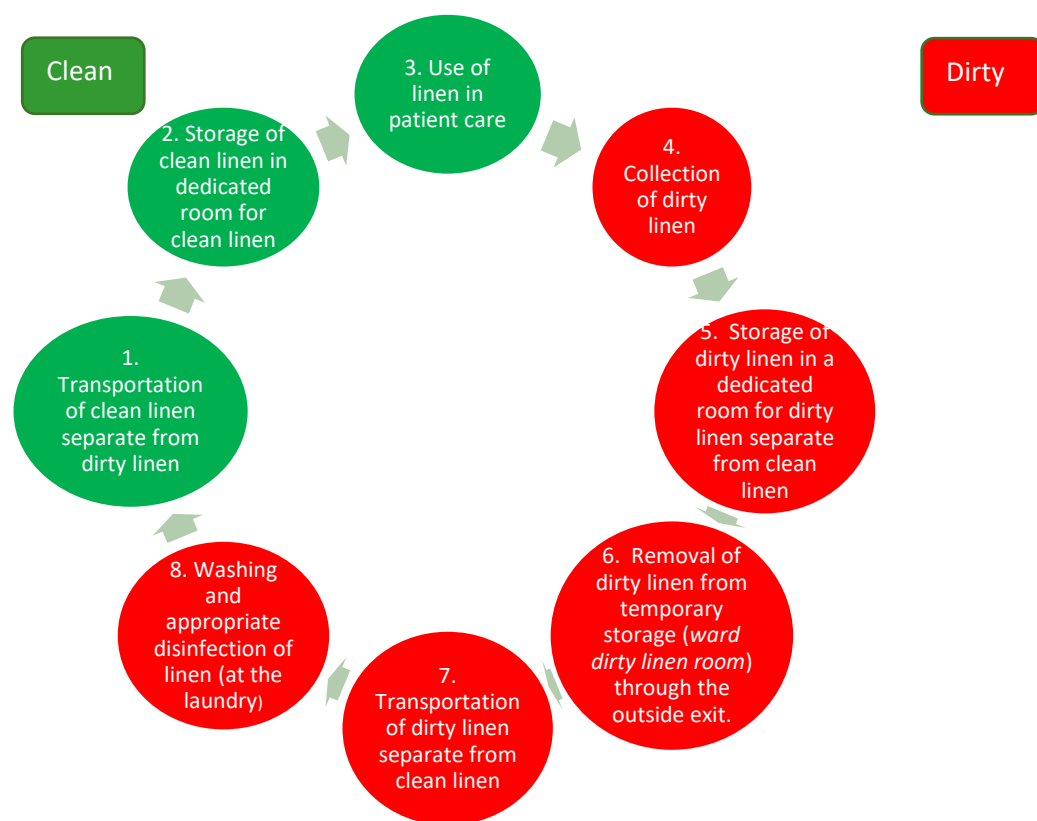 Clean
Dirty
1.
Transportation
of clean linen
separate from
dirty linen
2. Storage of
clean linen in
dedicated
room for
clean linen
3. Use of
linen in
patient care
4.
Collection
of dirty
linen
5. Storage of
dirty linen in a
dedicated
room for dirty
linen separate
from clean
linen
6. Removal of
dirty linen from
temporary
storage (ward
dirty linen room)
through the
outside exit.
7.
Transportation
of dirty linen
separate from
clean linen
8. Washing
and
appropriate
disinfection of
linen (at the
laundry)